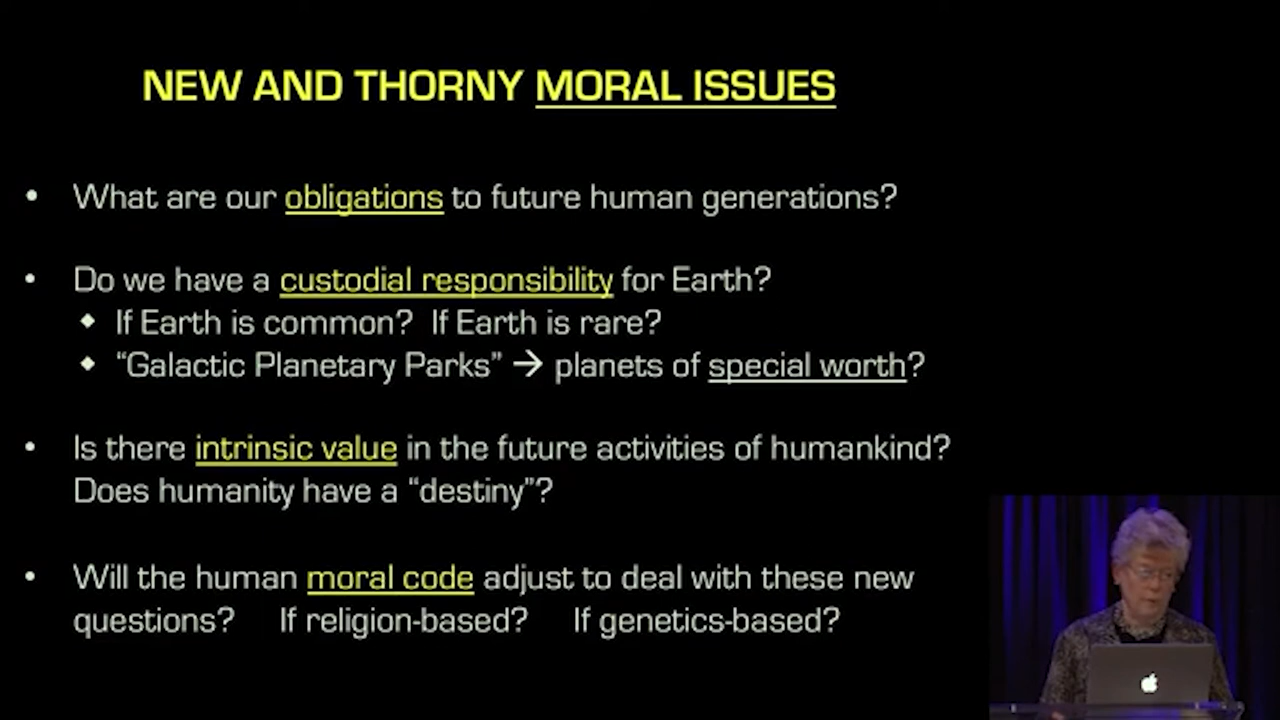 NEW AND THORNY MORAL ISSUES
• What are our obligations to future human generations?
• Do we have a custodial responsibility for Earth?
◆ If Earth is common? If Earth is rare?
◆ “Galactic Planetary Parks” → planets of special worth?
• Is there intrinsic value in the future activities of humankind?
Does humanity have a “destiny”?
• Will the human moral code adjust to deal with these new
questions? If religion-based? If genetics-based?